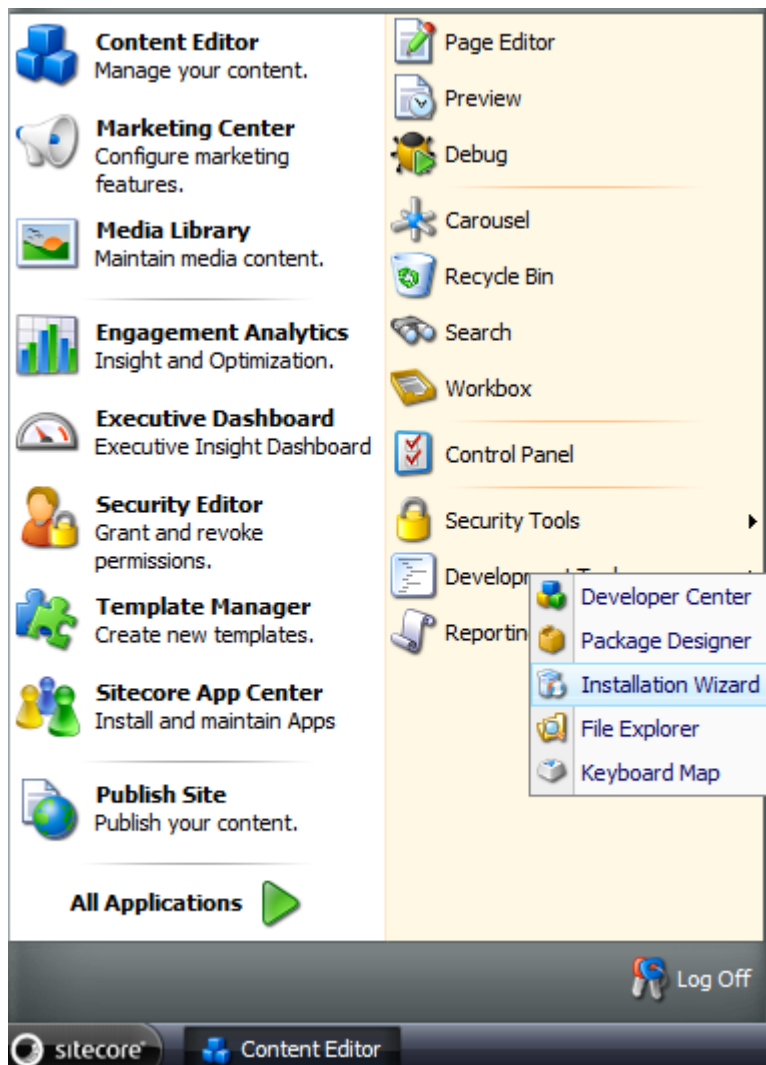 Content Editor
Manage your content.
Marketing Center
Configure marketing
features.
Media Library
Maintain media content.
Engagement Analytics
Insight and Optimization.
Executive Dashboard
Executive Insight Dashboard
Security Editor
Grant and revoke
permissions.
Template Manager
Create new templates.
Sitecore App Center
Install and maintain Apps
Publish Site
Publish your content.
All Applications
Page Editor
Preview
Debug
Carousel
Recycle Bin
Search
Workbox
Control Panel
Security Tools
Developer Center
Package Designer
Installation Wizard
File Explorer
Keyboard Map
Log Off
sitecore
Content Editor